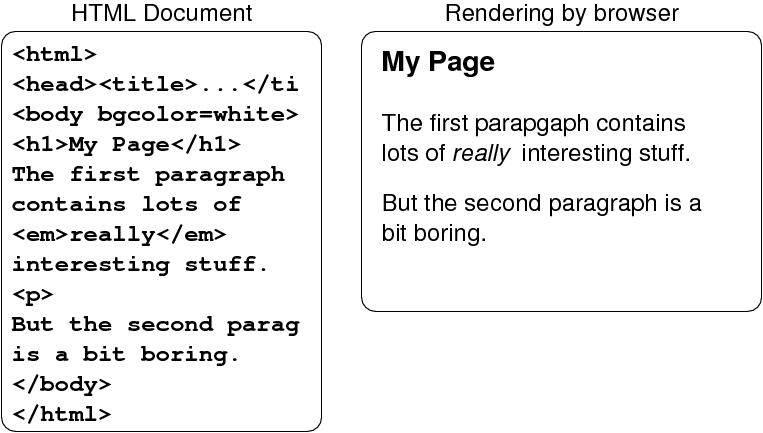 HTML Document
<html>
<head><title>...</ti
<body bgcolor=white>
<h1>My Page</h1>
The first paragraph
contains lots of
<em>really</em>
interesting stuff.
<p>
But the second parag
is a bit boring.
</body>
</html>
Rendering by browser
My Page
The first parapgaph contains
lots of really interesting stuff.
But the second paragraph is a
bit boring.